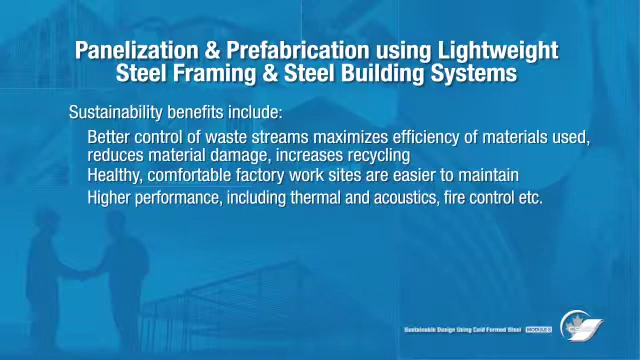 Panelization & Prefabrication using Lightweight
Steel Framing & Steel Building Systems
Sustainability benefits include:
Better control of waste streams maximizes efficiency of materials used,
reduces material damage, increases recycling
Healthy, comfortable factory work sites are easier to maintain
Higher performance, including thermal and acoustics, fire control etc.
Sustainable Design Using Cold Formed Steel